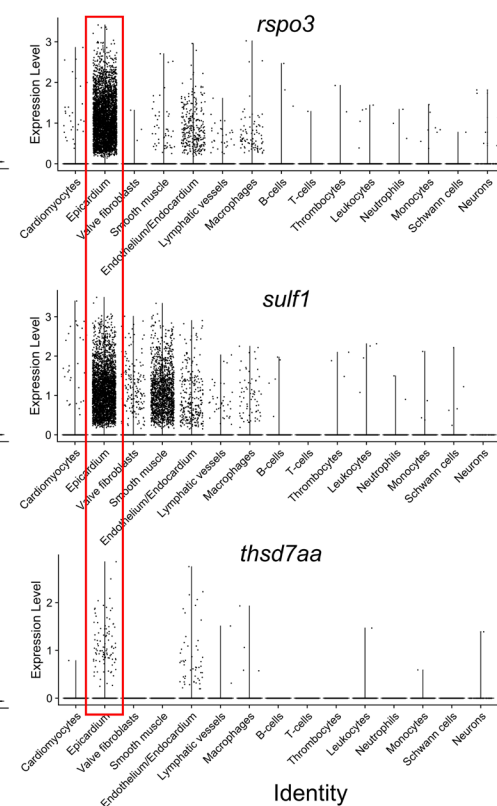 rspo3
Expression Level
3
2
1
0
Cardiomyocytes
Epicardium
Valve fibroblasts
Smooth muscle
Endothelium/Endocardium
Lymphatic vessels
Macrophages
B-cells
T-cells
Thrombocytes
Leukocytes
Neutrophils
Monocytes
Schwann cells
Neurons
sulf1
Expression Level
3
2
1
0
Cardiomyocytes
Epicardium
Valve fibroblasts
Smooth muscle
Endothelium/Endocardium
Lymphatic vessels
Macrophages
B-cells
T-cells
Thrombocytes
Leukocytes
Neutrophils
Monocytes
Schwann cells
Neurons
thsd7aa
Expression Level
2
1
0
Cardiomyocytes
Epicardium
Valve fibroblasts
Smooth muscle
Endothelium/Endocardium
Lymphatic vessels
Macrophages
B-cells
T-cells
Thrombocytes
Leukocytes
Neutrophils
Monocytes
Schwann cells
Neurons
Identity